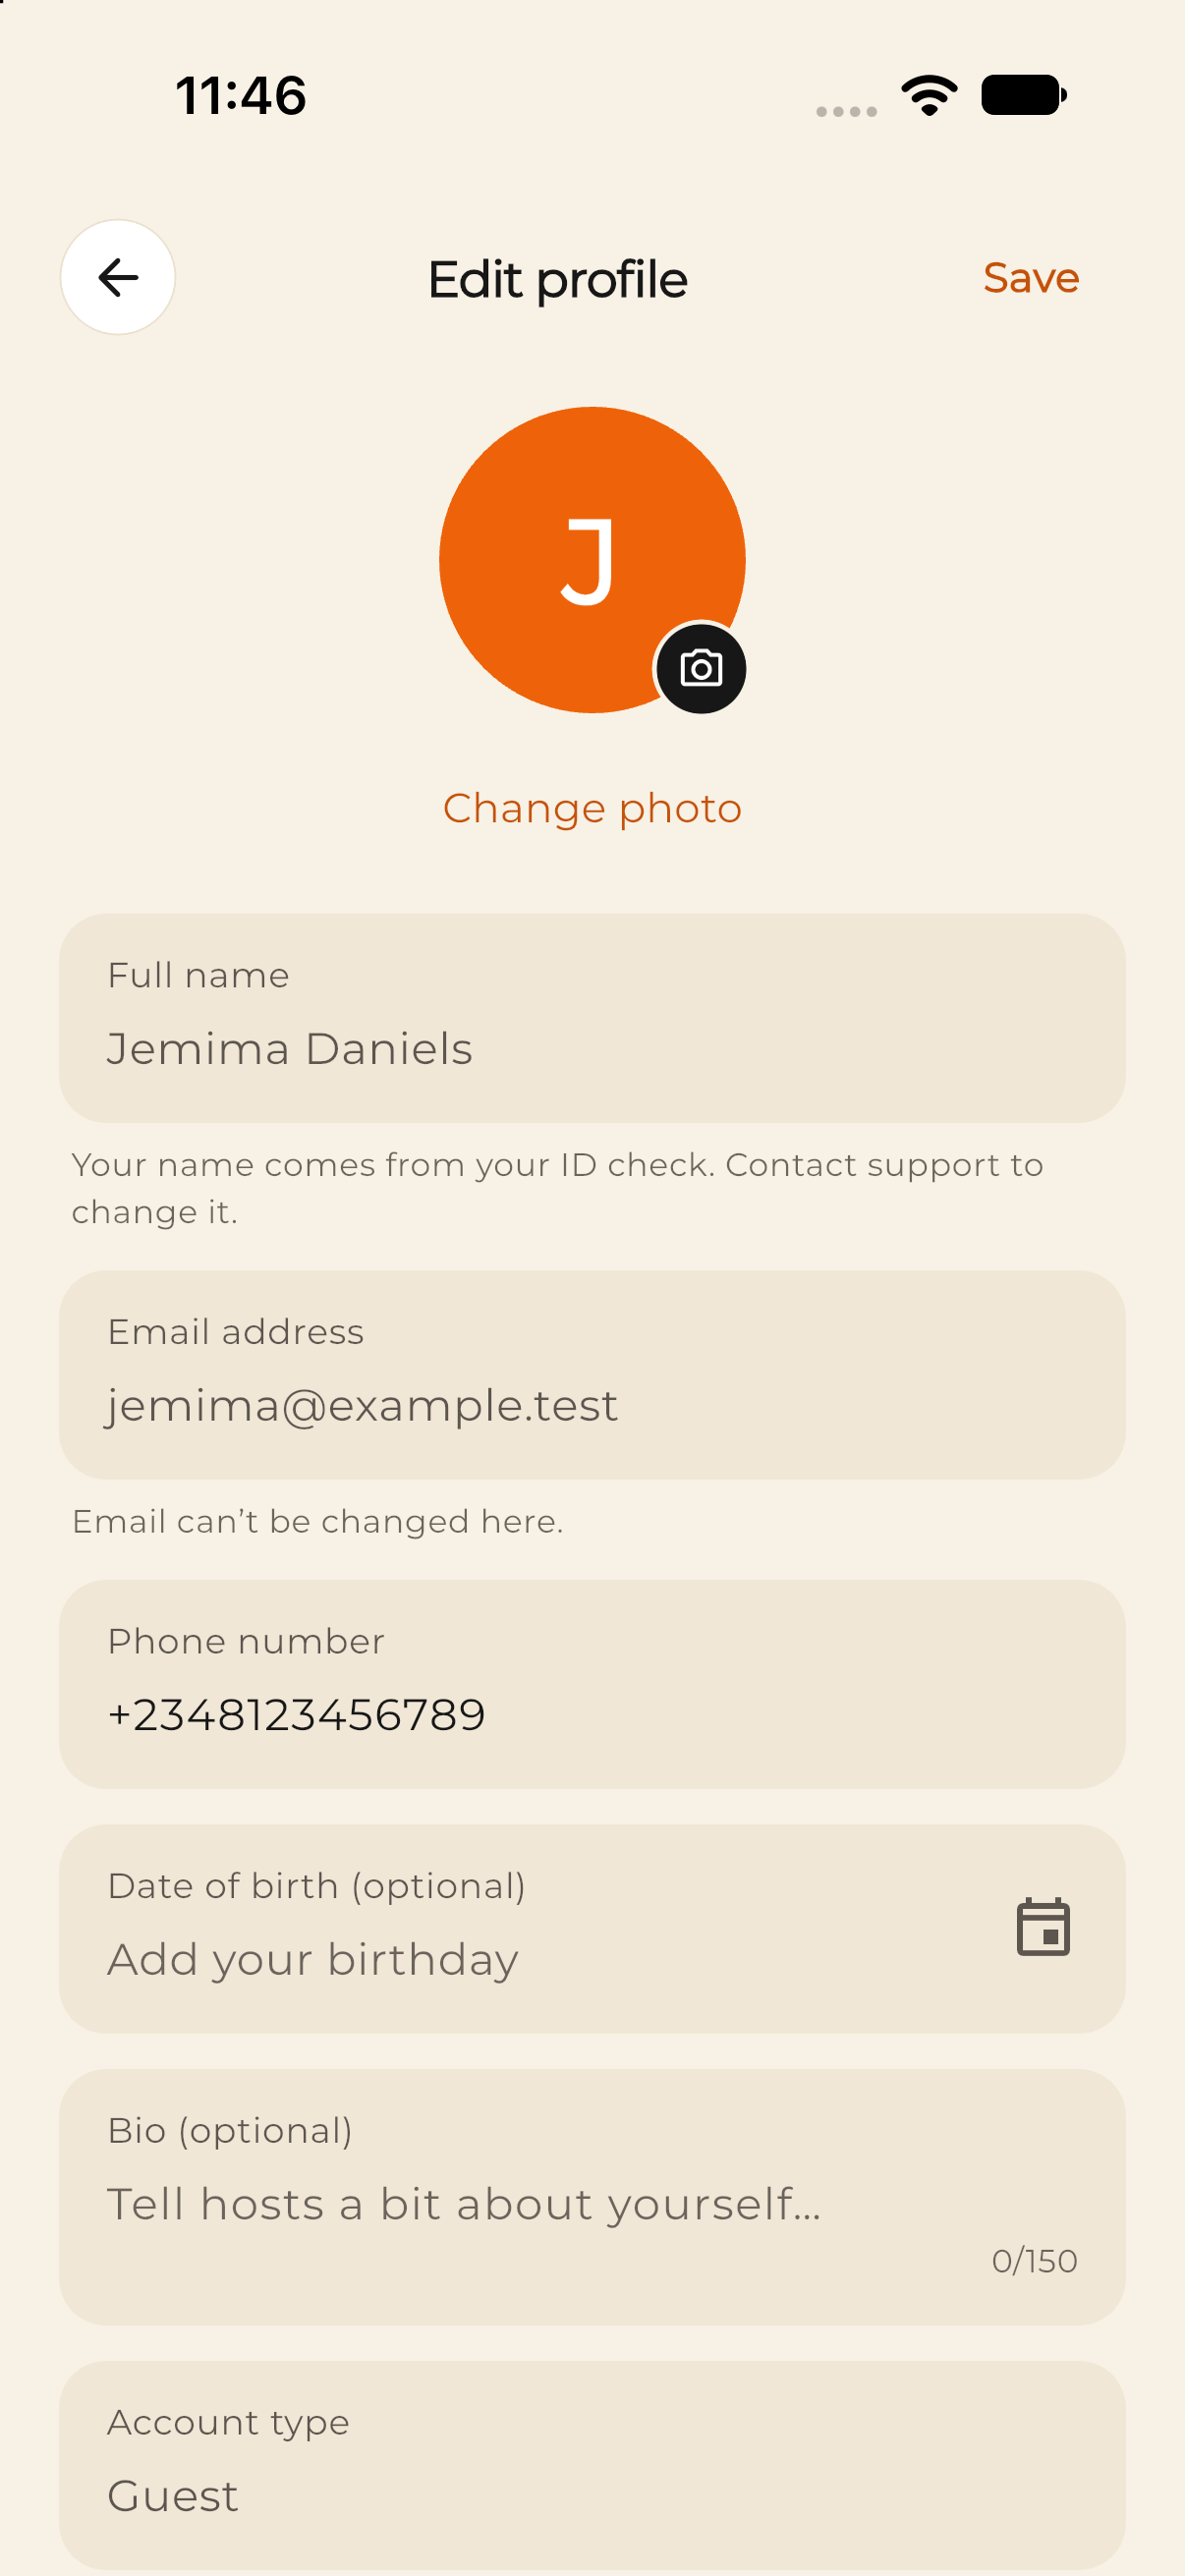 11:46
Edit profile
Save
J
Change photo
Full name
Jemima Daniels
Your name comes from your ID check. Contact support to
change it.
Email address
jemima@example.test
Email can’t be changed here.
Phone number
+2348123456789
Date of birth (optional)
Add your birthday
Bio (optional)
Tell hosts a bit about yourself...
0/150
Account type
Guest